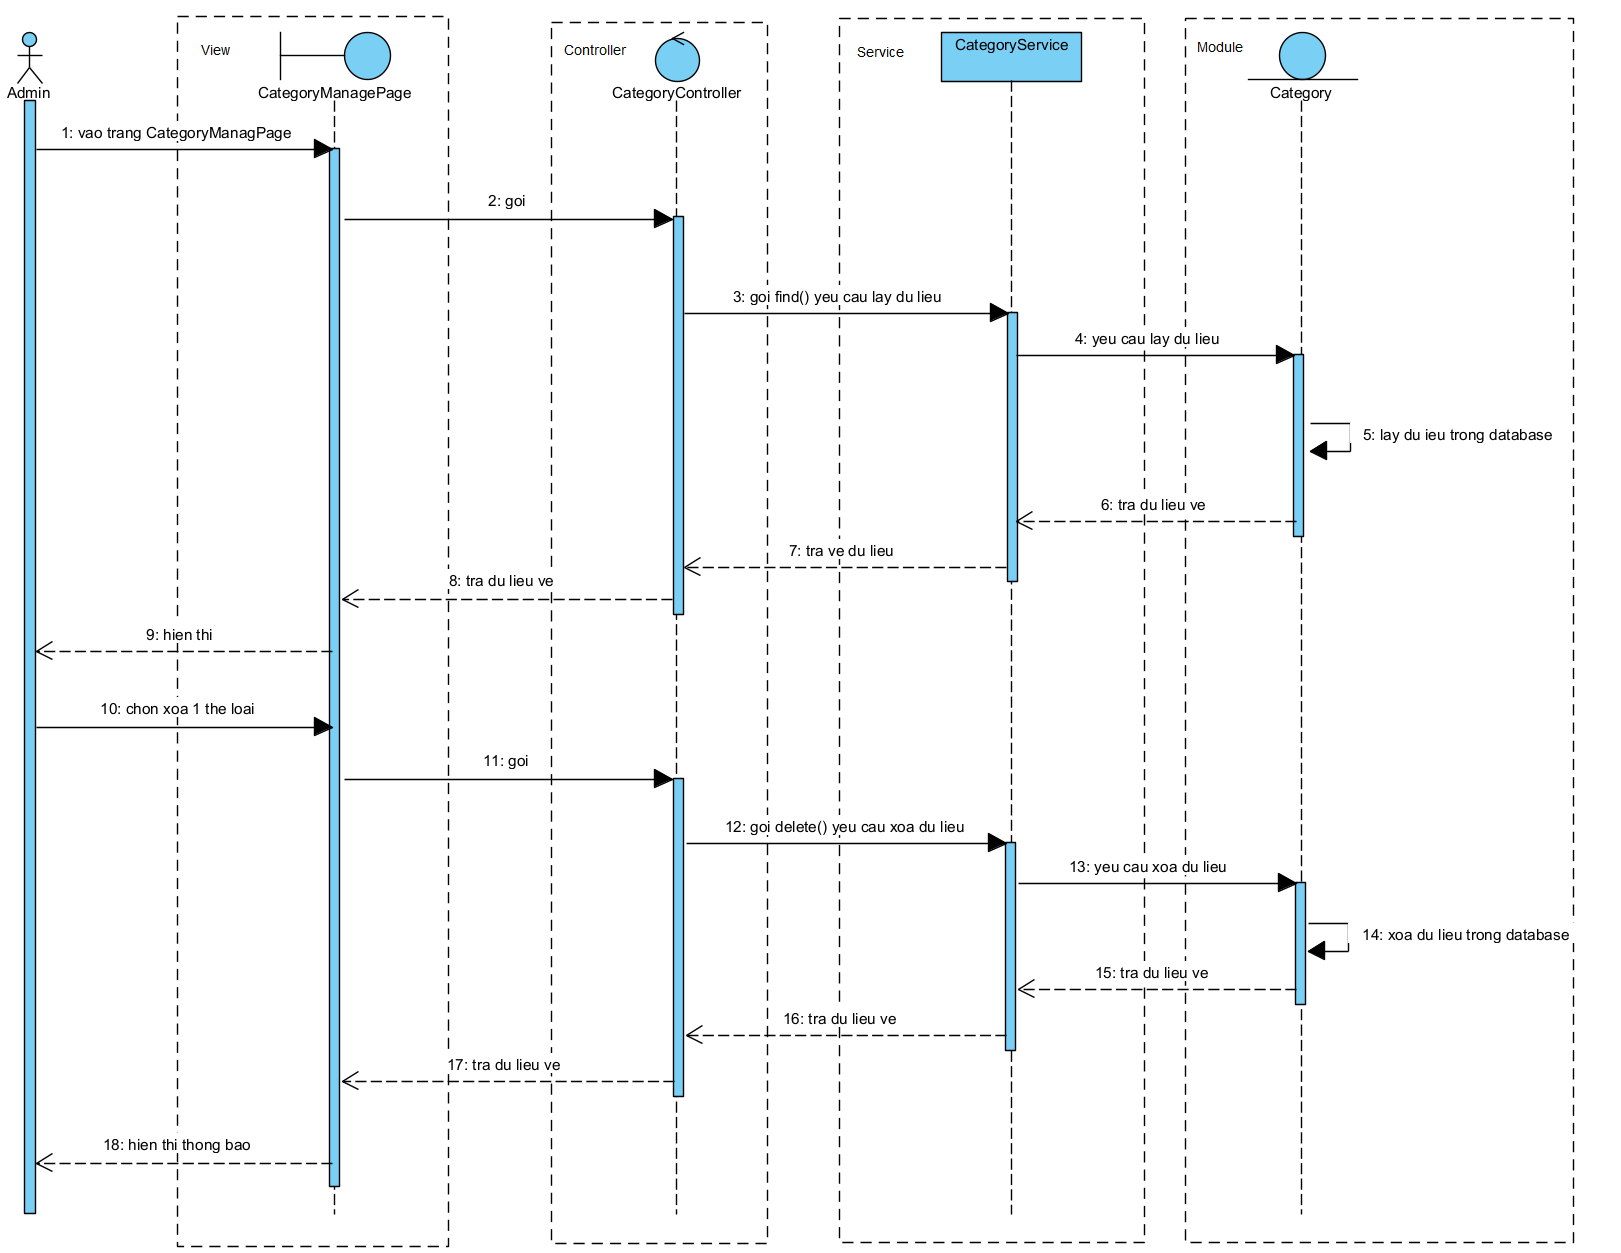 View
Controller
Service
CategoryService
Module
Admin
CategoryManagePage
CategoryController
Category
1: vao trang CategoryManagPage
2: goi
3: goi find() yeu cau lay du lieu
4: yeu cau lay du lieu
5: lay du ieu trong database
6: tra du lieu ve
7: tra ve du lieu
8: tra du lieu ve
9: hien thi
10: chon xoa 1 the loai
11: goi
12: goi delete() yeu cau xoa du lieu
13: yeu cau xoa du lieu
14: xoa du lieu trong database
15: tra du lieu ve
16: tra du lieu ve
17: tra du lieu ve
18: hien thi thong bao